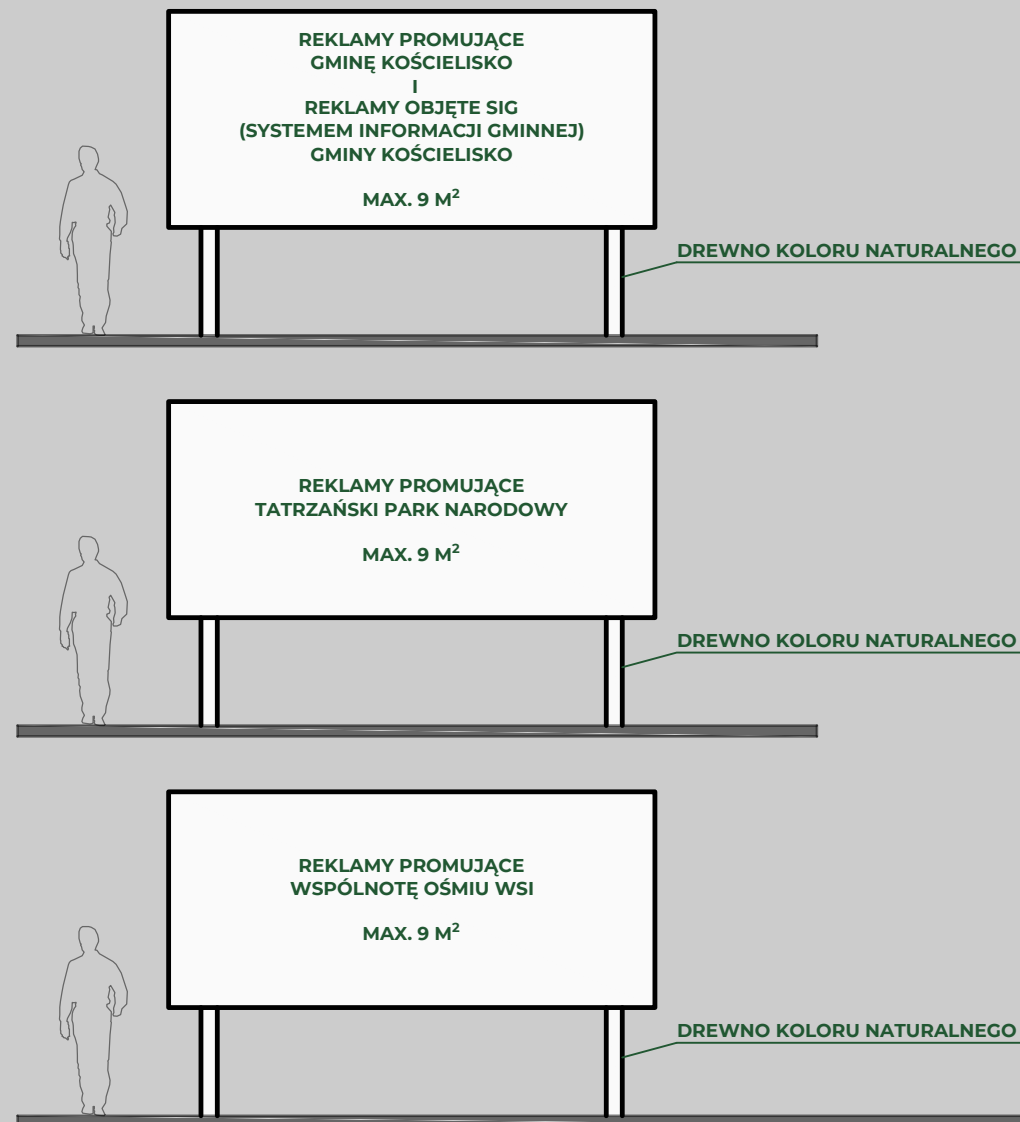 REKLAMY PROMUJĄCE
GMINĘ KOŚCIELISKO
I
REKLAMY OBJĘTE SIG
(SYSTEMEM INFORMACJI GMINNEJ)
GMINY KOŚCIELISKO
MAX. 9 M²
DREWNO KOLORU NATURALNEGO
REKLAMY PROMUJĄCE
TATRZAŃSKI PARK NARODOWY
MAX. 9 M²
DREWNO KOLORU NATURALNEGO
REKLAMY PROMUJĄCE
WSPÓLNOTĘ OŚMIU WSI
MAX. 9 M²
DREWNO KOLORU NATURALNEGO